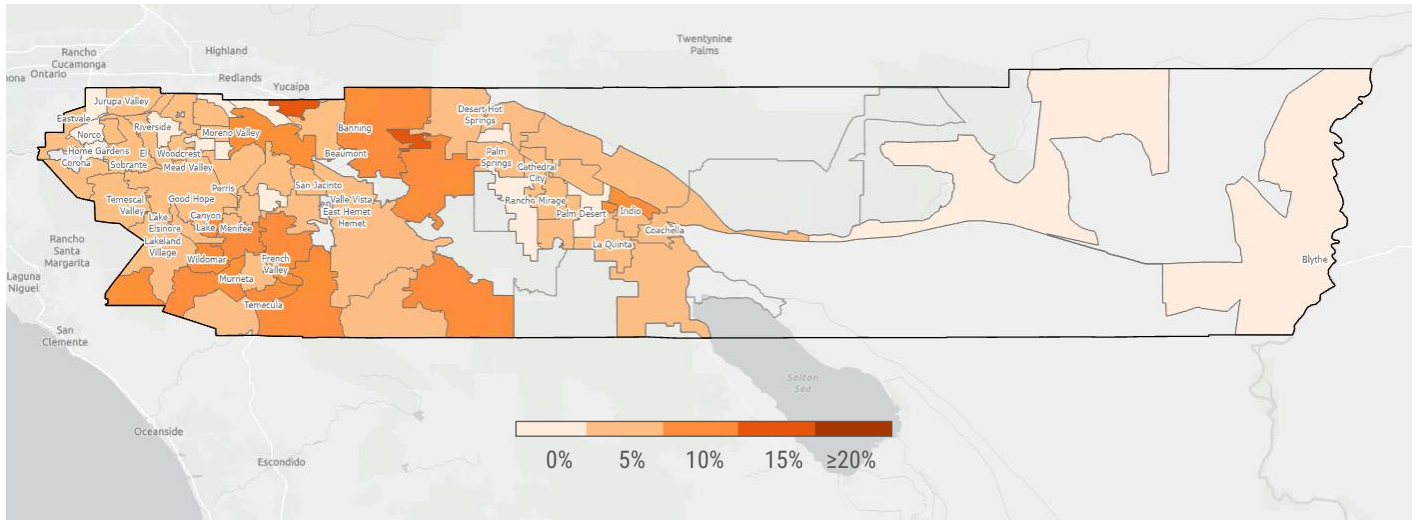 Twentynine
Palms
Rancho
Cucamonga
Highland
ona
Ontario
Redlands
Yucaipa
Jurupa Valley
Eastvale
ad
Riverside
Norco
Moreno Valley
Home Gardens
El
Corona
Sobrante
Woodcrest
Mead Valley
Banning
Beaumont
Desert Hot
Springs
Palm
Springs
Cathedral
City
Perris
San Jacinto
Temescal
Valley
Good Hope
Valle Vista
en
East Hemet
Hemet
Rancho Mirage
Palm Desert
Indio
Lake
Elsinore
Canyon
Lake
Menifee
Coachella
Lakeland
Village
La Quinta
Rancho
Santa
Margarita
Wildomar
French
Valley
Blythe
Laguna
Niguel
Murrieta
Temecula
San
Clemente
Salton
Sea
Oceanside
Escondido
0% 5% 10% 15% ≥20%